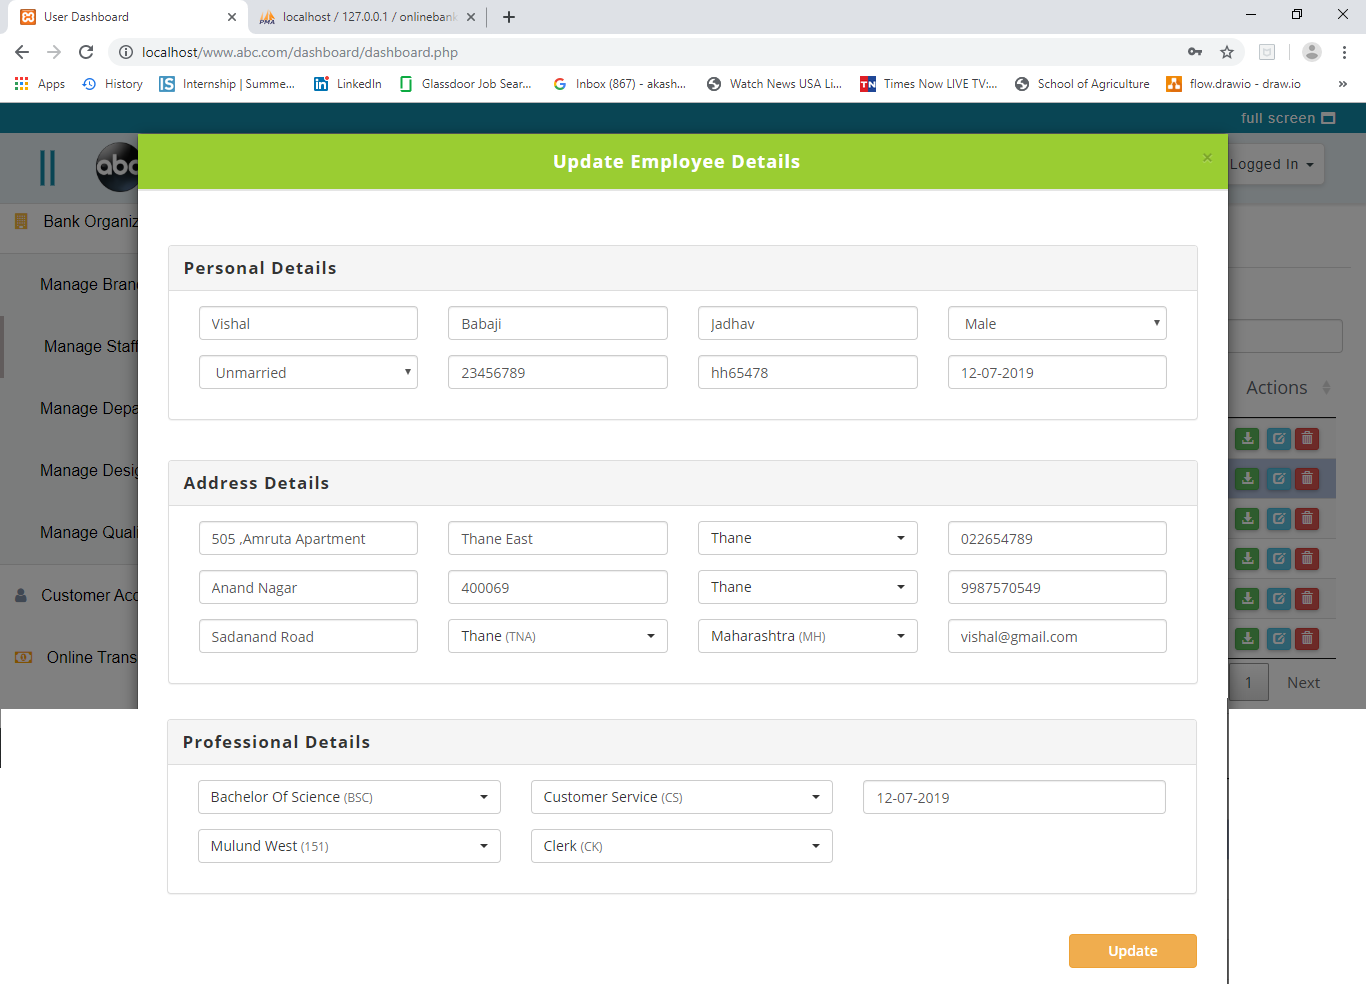 User Dashboard
localhost / 127.0.0.1 / onlinebank
localhost/www.abc.com/dashboard/dashboard.php
Apps History Internship | Summe... LinkedIn Glassdoor Job Sear... Inbox (867) - akash... Watch News USA Li... Times Now LIVE TV:... School of Agriculture flow.drawio - draw.io »
full screen
abc
Update Employee Details ×
Logged In
Bank Organiz
Manage Bran
Manage Staff
Manage Depa
Manage Desig
Manage Quali
Customer Acc
Online Trans
Personal Details
Vishal Babaji Jadhav Male
Unmarried 23456789 hh65478 12-07-2019
Address Details
505 ,Amruta Apartment Thane East Thane 022654789
Anand Nagar 400069 Thane 9987570549
Sadanand Road Thane (TNA) Maharashtra (MH) vishal@gmail.com
Actions
1 Next
Professional Details
Bachelor Of Science (BSC) Customer Service (CS) 12-07-2019
Mulund West (151) Clerk (CK)
Update